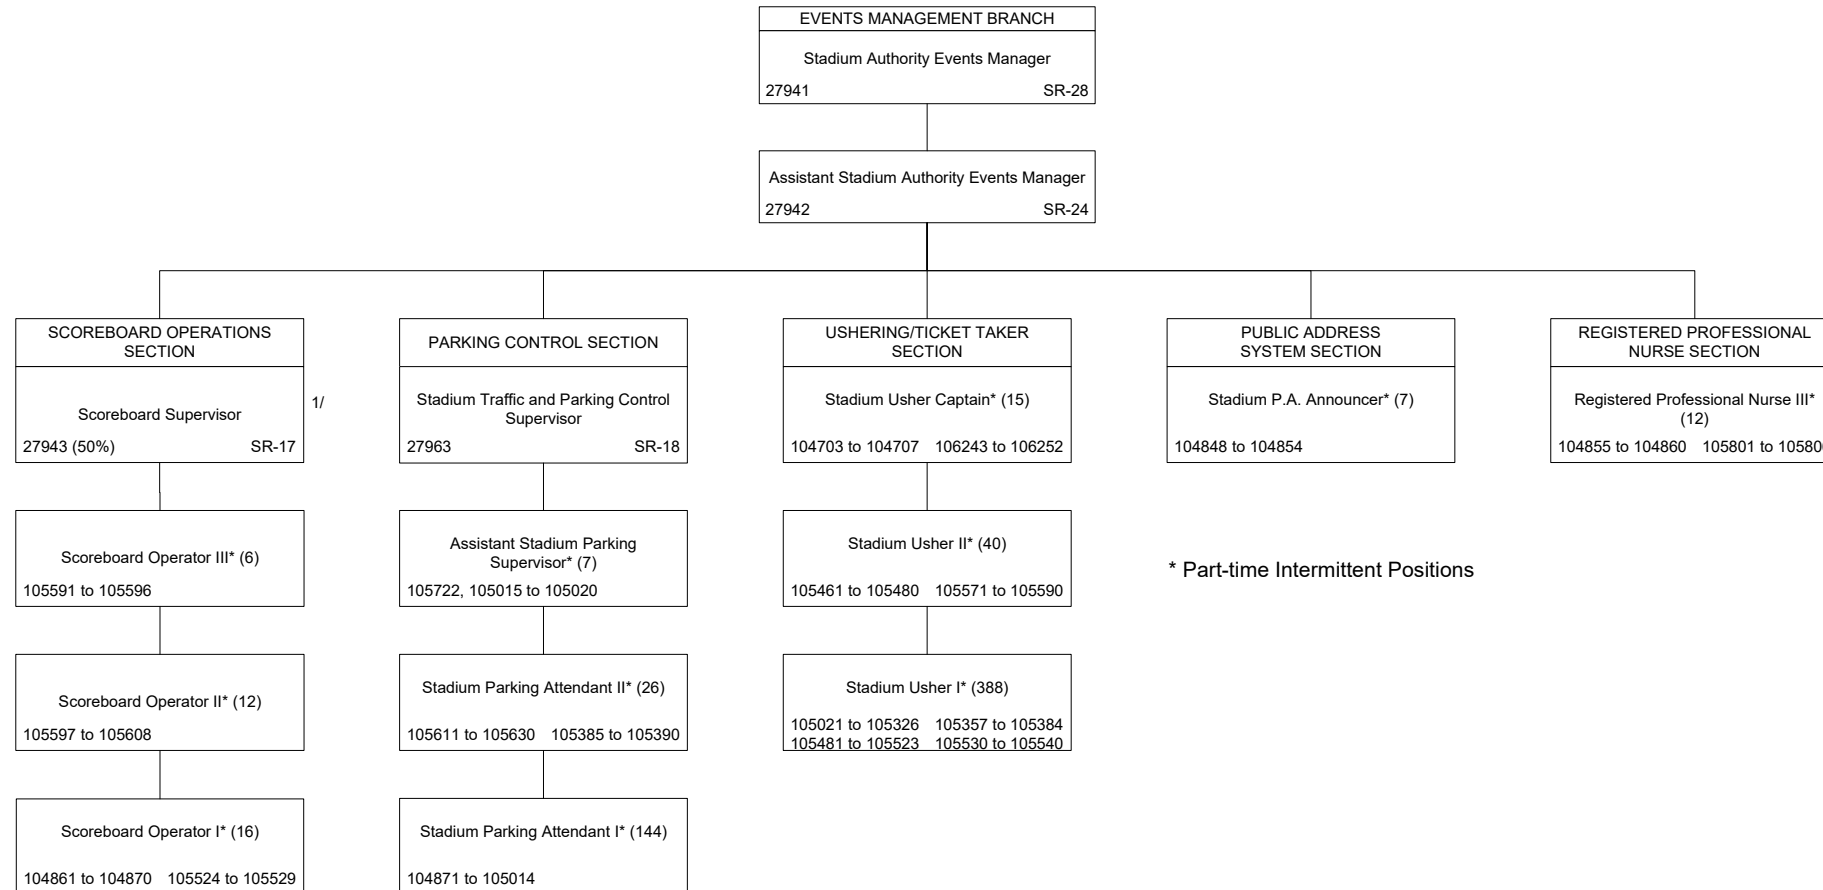 EVENTS MANAGEMENT BRANCH
Stadium Authority Events Manager
27941 SR-28
Assistant Stadium Authority Events Manager
27942 SR-24
SCOREBOARD OPERATIONS
SECTION
Scoreboard Supervisor
27943 (50%) SR-17
1/
Scoreboard Operator III* (6)
105591 to 105596
Scoreboard Operator II* (12)
105597 to 105608
Scoreboard Operator I* (16)
104861 to 104870 105524 to 105529
PARKING CONTROL SECTION
Stadium Traffic and Parking Control
Supervisor
27963 SR-18
Assistant Stadium Parking
Supervisor* (7)
105722, 105015 to 105020
Stadium Parking Attendant II* (26)
105611 to 105630 105385 to 105390
Stadium Parking Attendant I* (144)
104871 to 105014
USHERING/TICKET TAKER
SECTION
Stadium Usher Captain* (15)
104703 to 104707 106243 to 106252
Stadium Usher II* (40)
105461 to 105480 105571 to 105590
Stadium Usher I* (388)
105021 to 105326 105357 to 105384
105481 to 105523 105530 to 105540
PUBLIC ADDRESS
SYSTEM SECTION
Stadium P.A. Announcer* (7)
104848 to 104854
REGISTERED PROFESSIONAL
NURSE SECTION
Registered Professional Nurse III*
(12)
104855 to 104860 105801 to
* Part-time Intermittent Positions